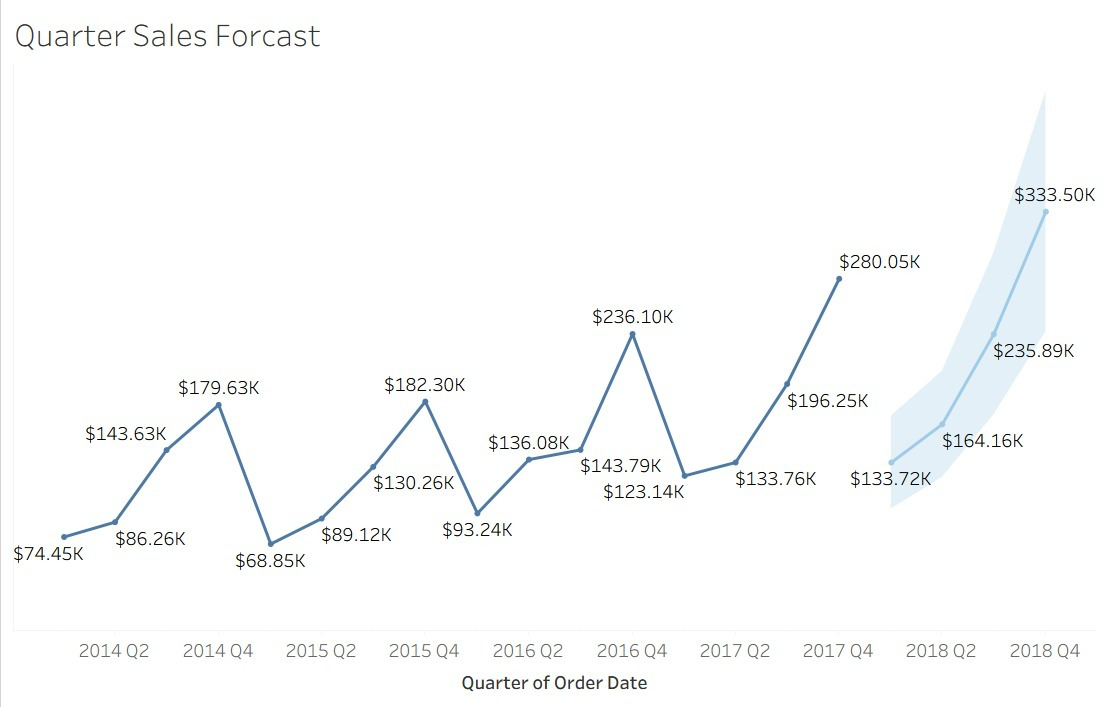 Quarter Sales Forcast
$333.50K
$280.05K
$236.10K
$235.89K
$179.63K
$182.30K
$196.25K
$143.63K
$136.08K
$164.16K
$143.79K
$130.26K
$123.14K
$133.76K
$133.72K
$93.24K
$86.26K
$89.12K
$74.45K
$68.85K
2014 Q2 2014 Q4 2015 Q2 2015 Q4 2016 Q2 2016 Q4 2017 Q2 2017 Q4 2018 Q2 2018 Q4
Quarter of Order Date